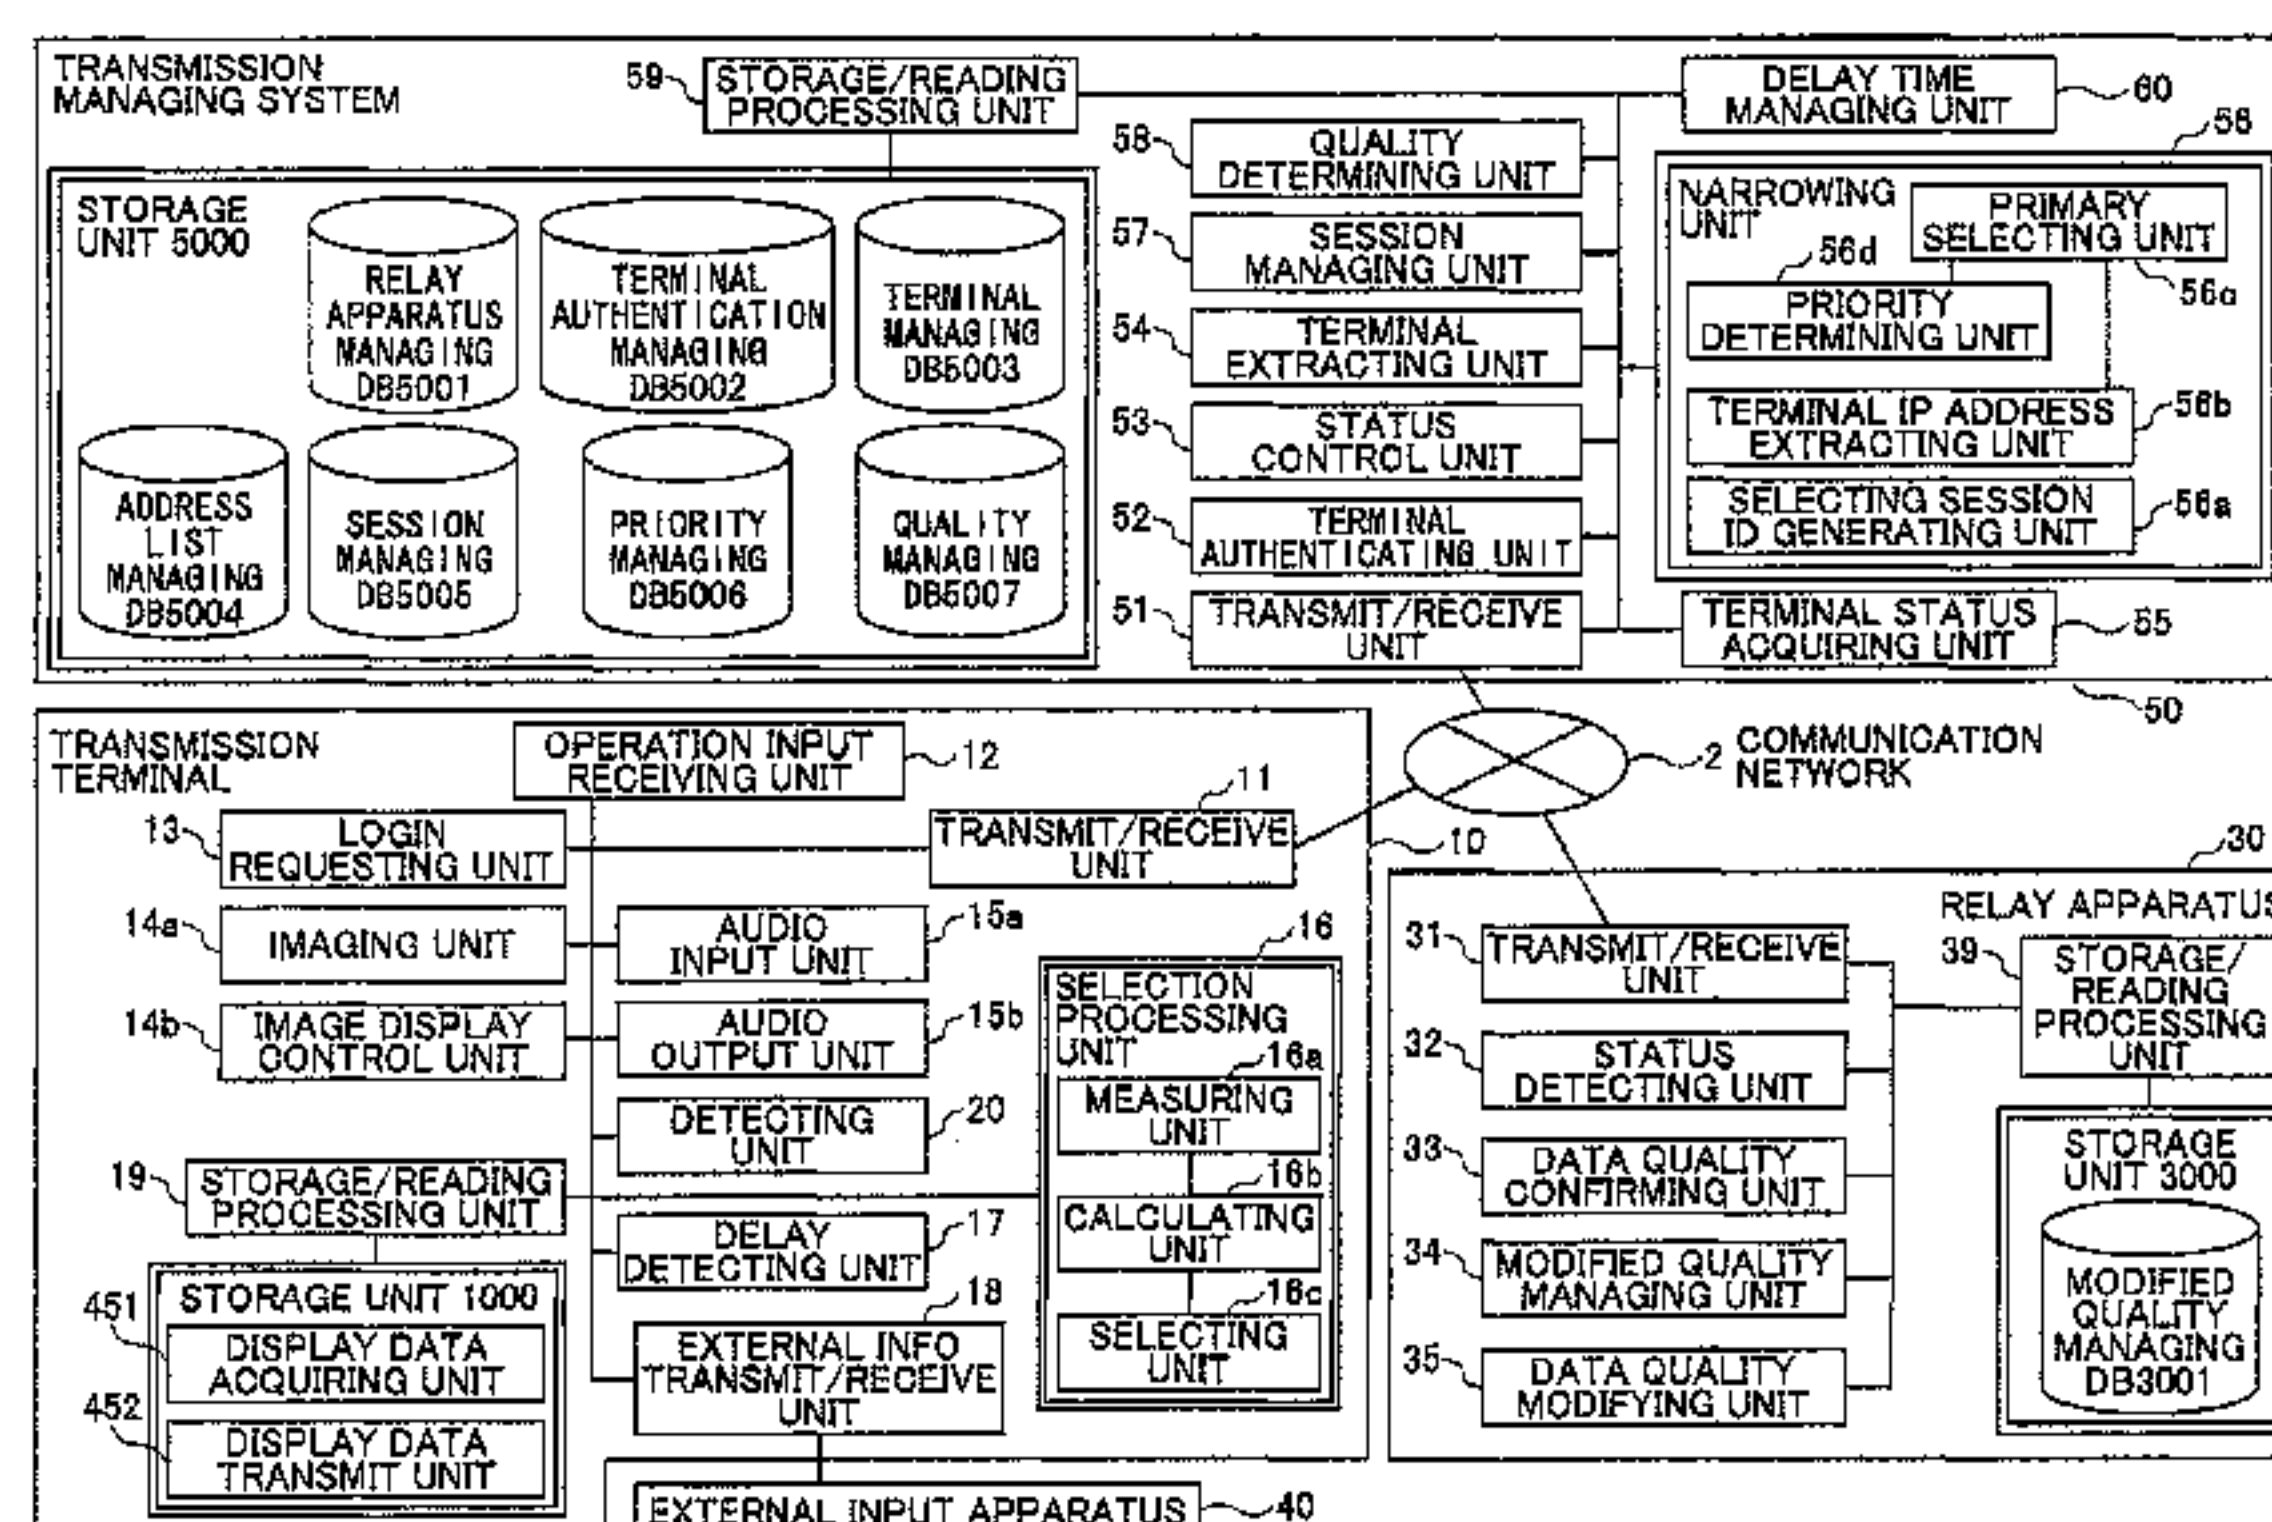 TRANSMISSION
MANAGING SYSTEM
59
STORAGE/READING
PROCESSING UNIT
DELAY TIME
MANAGING UNIT
60
STORAGE
UNIT 5000
RELAY
APPARATUS
MANAGING
DB5001
TERMINAL
AUTHENTICATION
MANAGING
DB5002
TERMINAL
MANAGING
DB5003
ADDRESS
LIST
MANAGING
DB5004
SESSION
MANAGING
DB5005
PRIORITY
MANAGING
DB5006
QUALITY
MANAGING
DB5007
58
QUALITY
DETERMINING UNIT
57
SESSION
MANAGING UNIT
54
TERMINAL
EXTRACTING UNIT
53
STATUS
CONTROL UNIT
52
TERMINAL
AUTHENTICATING UNIT
51
TRANSMIT/RECEIVE
UNIT
56
NARROWING
UNIT
PRIMARY
SELECTING UNIT
56c
56d
PRIORITY
DETERMINING UNIT
TERMINAL IP ADDRESS
EXTRACTING UNIT
56b
SELECTING SESSION
ID GENERATING UNIT
56a
TERMINAL STATUS
ACQUIRING UNIT
55
50
2
COMMUNICATION
NETWORK
TRANSMISSION
TERMINAL
OPERATION INPUT
RECEIVING UNIT
12
13
LOGIN
REQUESTING UNIT
11
TRANSMIT/RECEIVE
UNIT
10
14a
IMAGING UNIT
AUDIO
INPUT UNIT
15a
14b
IMAGE DISPLAY
CONTROL UNIT
AUDIO
OUTPUT UNIT
15b
DETECTING
UNIT
20
19
STORAGE/READING
PROCESSING UNIT
DELAY
DETECTING UNIT
17
STORAGE UNIT 1000
451
DISPLAY DATA
ACQUIRING UNIT
452
DISPLAY DATA
TRANSMIT UNIT
18
EXTERNAL INFO
TRANSMIT/RECEIVE
UNIT
16
SELECTION
PROCESSING
UNIT
16a
MEASURING
UNIT
16b
CALCULATING
UNIT
16c
SELECTING
UNIT
EXTERNAL INPUT APPARATUS
40
30
RELAY APPARATUS
31
TRANSMIT/RECEIVE
UNIT
32
STATUS
DETECTING UNIT
33
DATA QUALITY
CONFIRMING UNIT
34
MODIFIED QUALITY
MANAGING UNIT
35
DATA QUALITY
MODIFYING UNIT
39
STORAGE/
READING
PROCESSING
UNIT
STORAGE
UNIT 3000
MODIFIED
QUALITY
MANAGING
DB3001